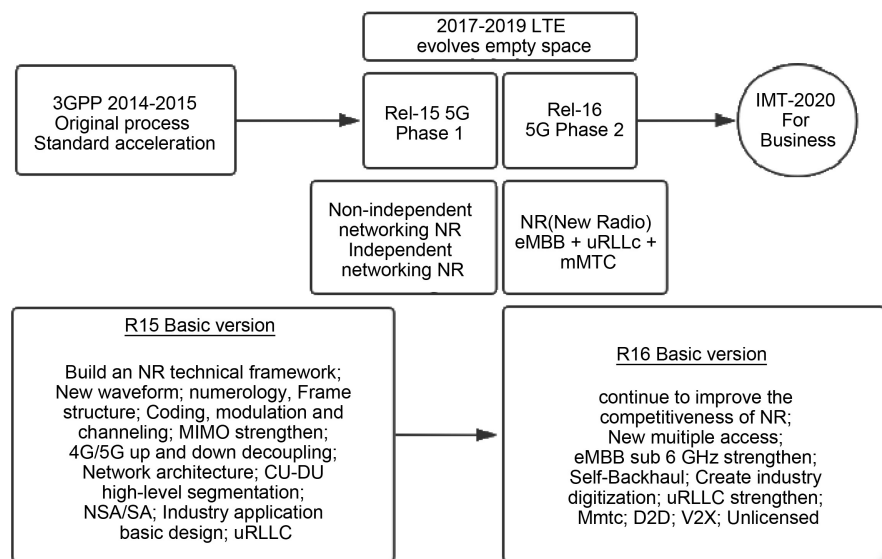 2017-2019 LTE
evolves empty space
3GPP 2014-2015
Original process
Standard acceleration
Rel-15 5G
Phase 1
Rel-16
5G Phase 2
IMT-2020
For
Business
Non-independent
networking NR
Independent
networking NR
NR(New Radio)
eMBB + uRLLc +
mMTC
R15 Basic version
Build an NR technical framework;
New waveform; numerology, Frame
structure; Coding, modulation and
channeling; MIMO strengthen;
4G/5G up and down decoupling;
Network architecture; CU-DU
high-level segmentation;
NSA/SA; Industry application
basic design; uRLLC
R16 Basic version
continue to improve the
competitiveness of NR;
New muitiple access;
eMBB sub 6 GHz strengthen;
Self-Backhaul; Create industry
digitization; uRLLC strengthen;
Mmtc; D2D; V2X; Unlicensed